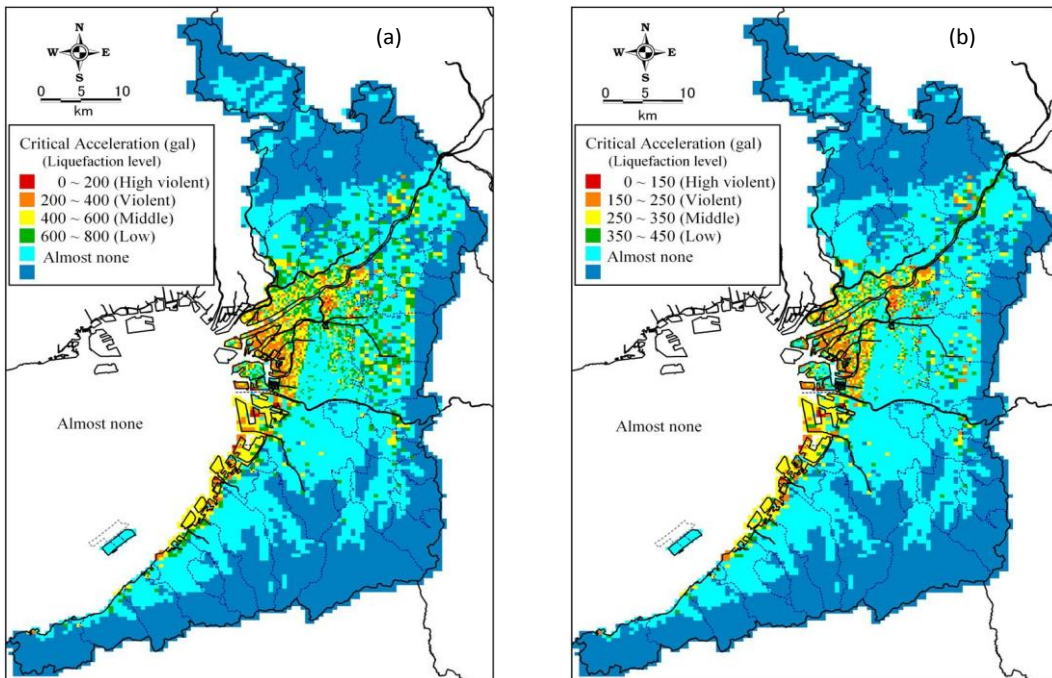 (a)
N
W E
S
0 5 10
km
Critical Acceleration (gal)
(Liquefaction level)
0 ~ 200 (High violent)
200 ~ 400 (Violent)
400 ~ 600 (Middle)
600 ~ 800 (Low)
Almost none
Almost none
(b)
N
W E
S
0 5 10
km
Critical Acceleration (gal)
(Liquefaction level)
0 ~ 150 (High violent)
150 ~ 250 (Violent)
250 ~ 350 (Middle)
350 ~ 450 (Low)
Almost none
Almost none